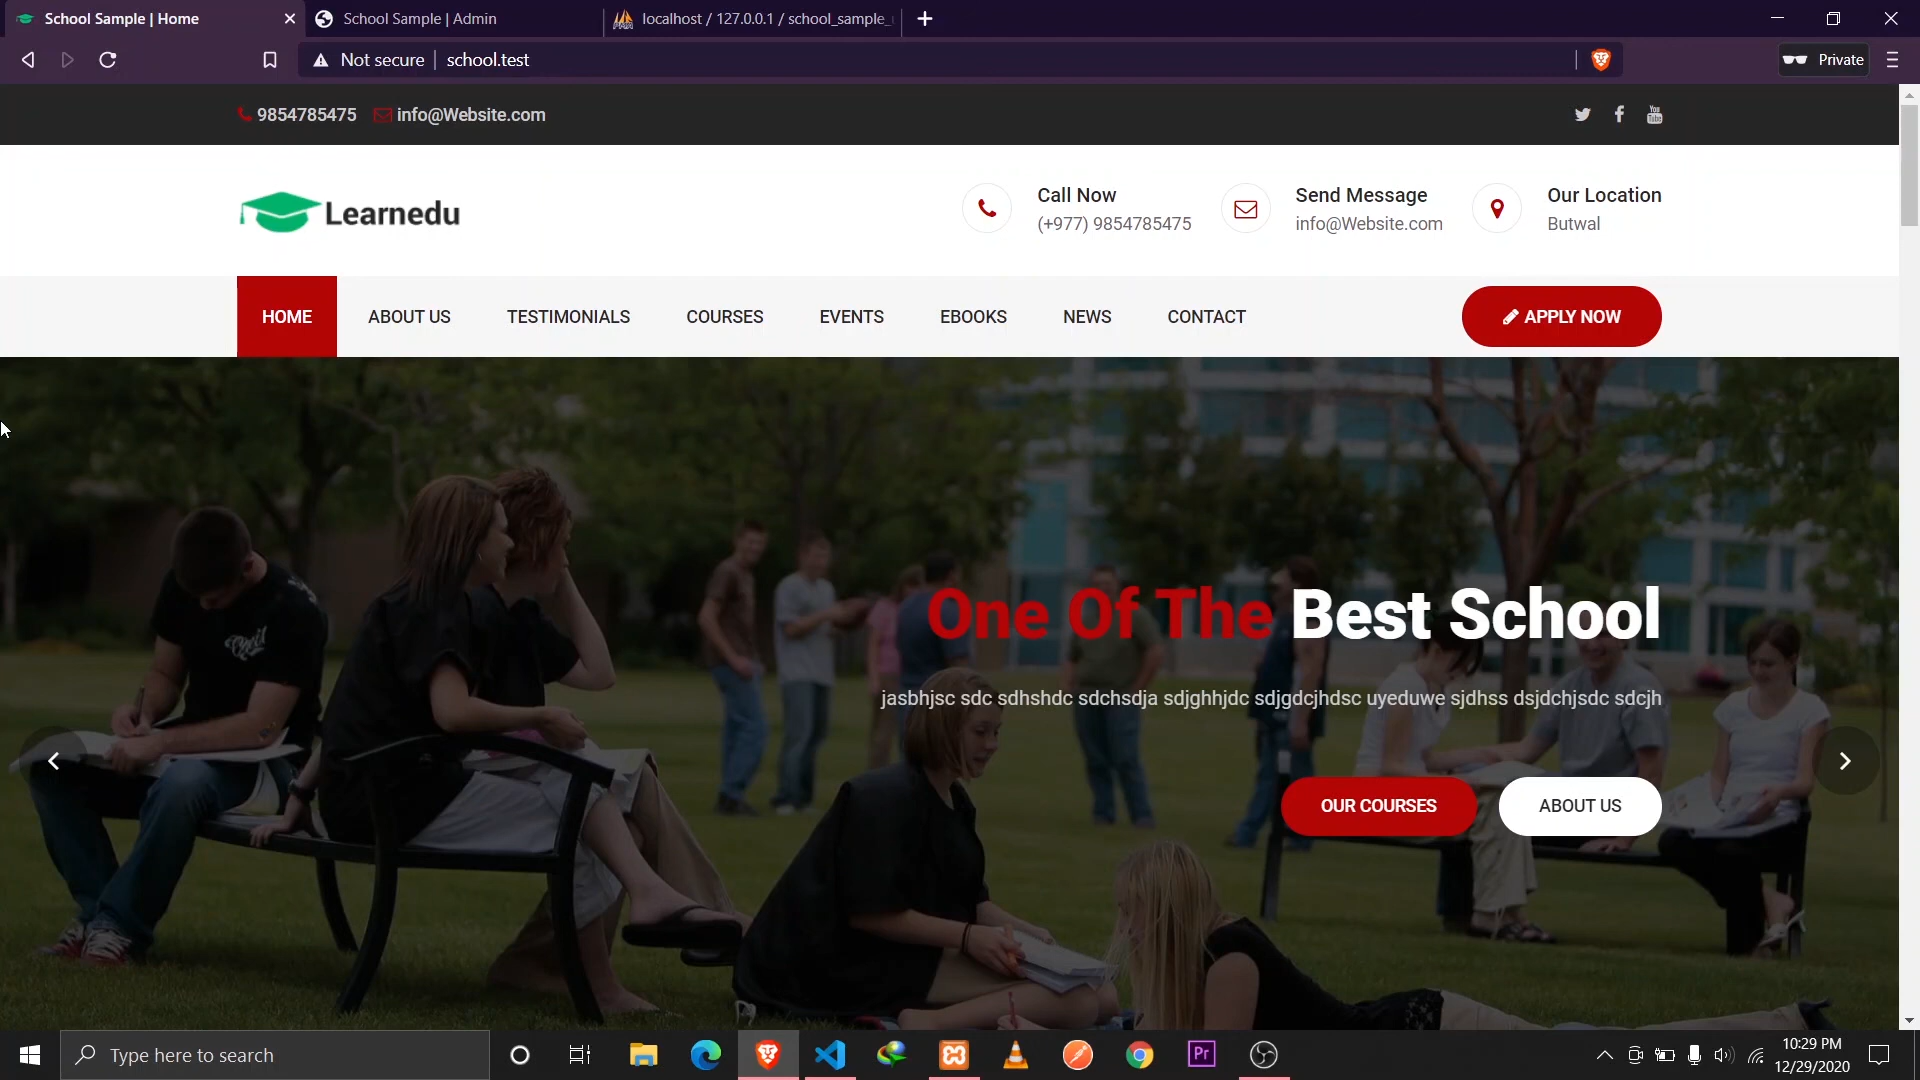 School Sample | Home
School Sample | Admin
localhost / 127.0.0.1 / school_sample_
Not secure
school.test
Private
9854785475
info@Website.com
You
Tube
Learnedu
Call Now
(+977) 9854785475
Send Message
info@Website.com
Our Location
Butwal
HOME
ABOUT US
TESTIMONIALS
COURSES
EVENTS
EBOOKS
NEWS
CONTACT
APPLY NOW
One Of The Best School
jasbhjsc sdc sdhshdc sdchsdja sdjghhjdc sdjgdcjhdsc uyeduwe sjdhss dsjdchjsdc sdcjh
OUR COURSES
ABOUT US
Type here to search
Pr
10:29 PM
12/29/2020